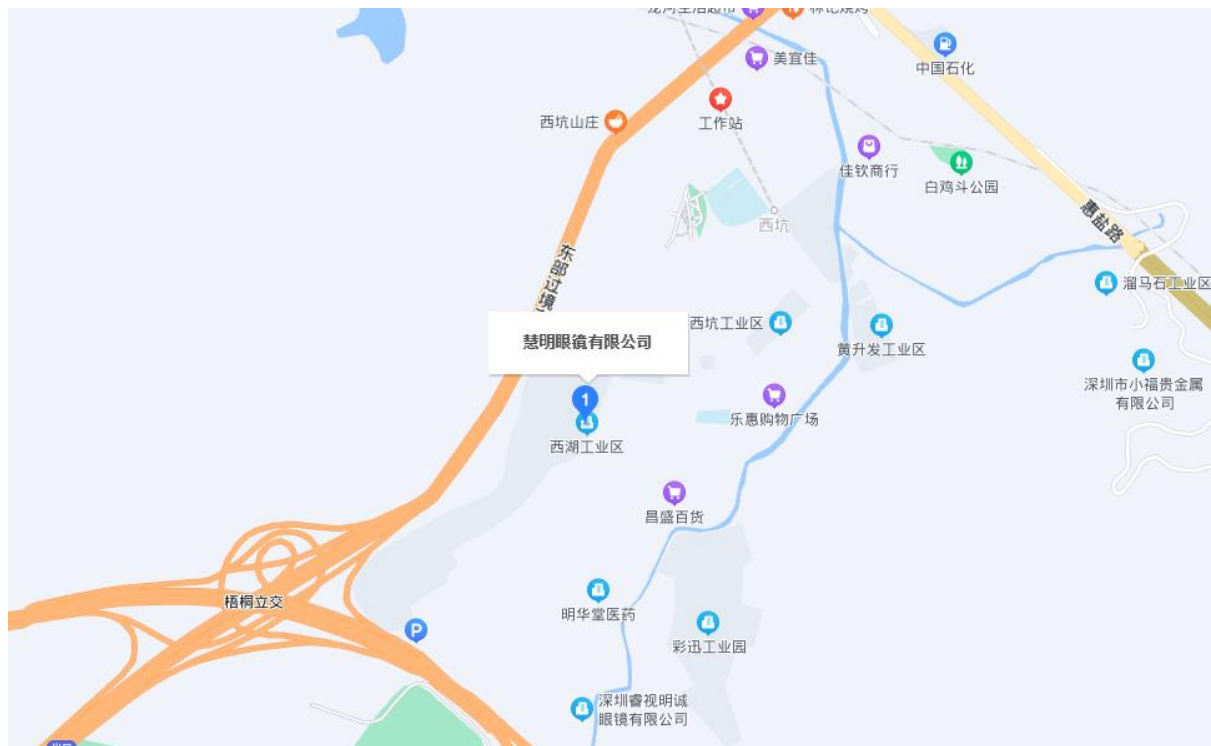 林记烧烤
美宜佳
中国石化
西坑山庄
工作站
佳钦商行
白鸡斗公园
西坑
惠盐路
东部过境
溜马石工业区
慧明眼镜有限公司
西坑工业区
黄升发工业区
深圳市小福贵金属
有限公司
1
乐惠购物广场
西湖工业区
昌盛百货
梧桐立交
明华堂医药
P
彩迅工业园
深圳睿视明诚
眼镜有限公司